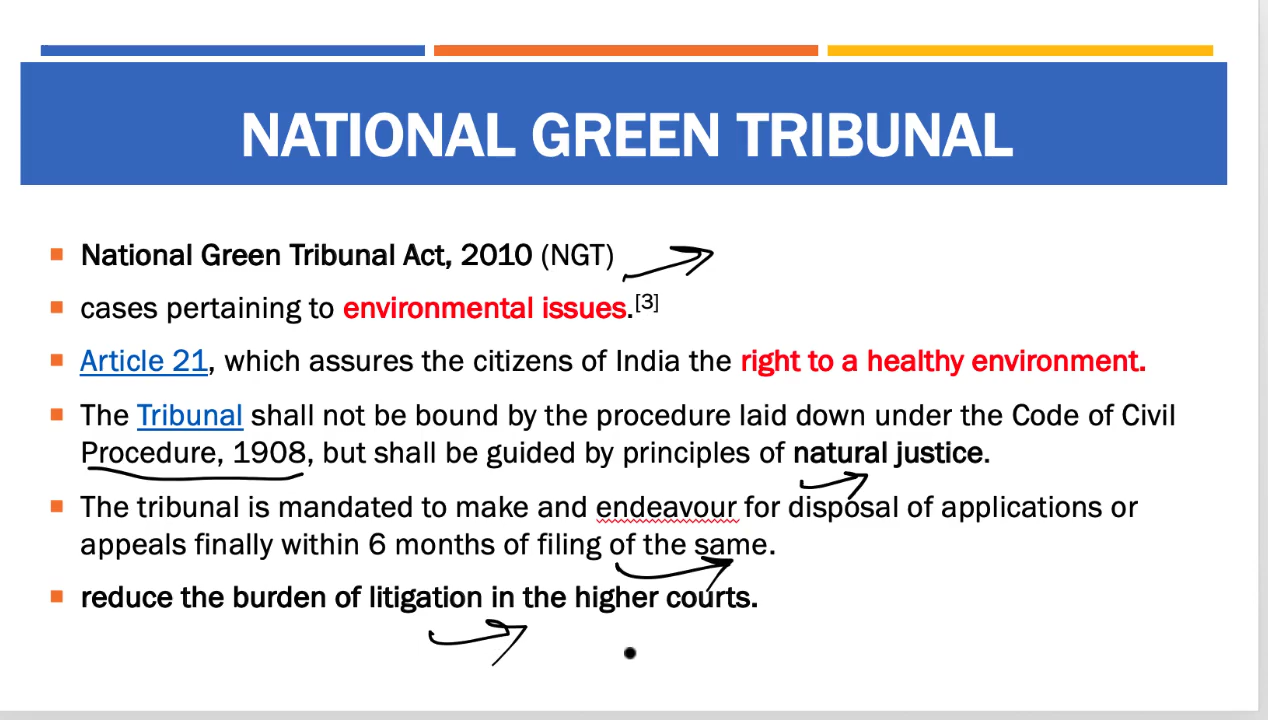 NATIONAL GREEN TRIBUNAL
National Green Tribunal Act, 2010 (NGT)
cases pertaining to environmental issues.[3]
Article 21, which assures the citizens of India the right to a healthy environment.
The Tribunal shall not be bound by the procedure laid down under the Code of Civil
Procedure, 1908, but shall be guided by principles of natural justice.
The tribunal is mandated to make and endeavour for disposal of applications or
appeals finally within 6 months of filing of the same.
reduce the burden of litigation in the higher courts.